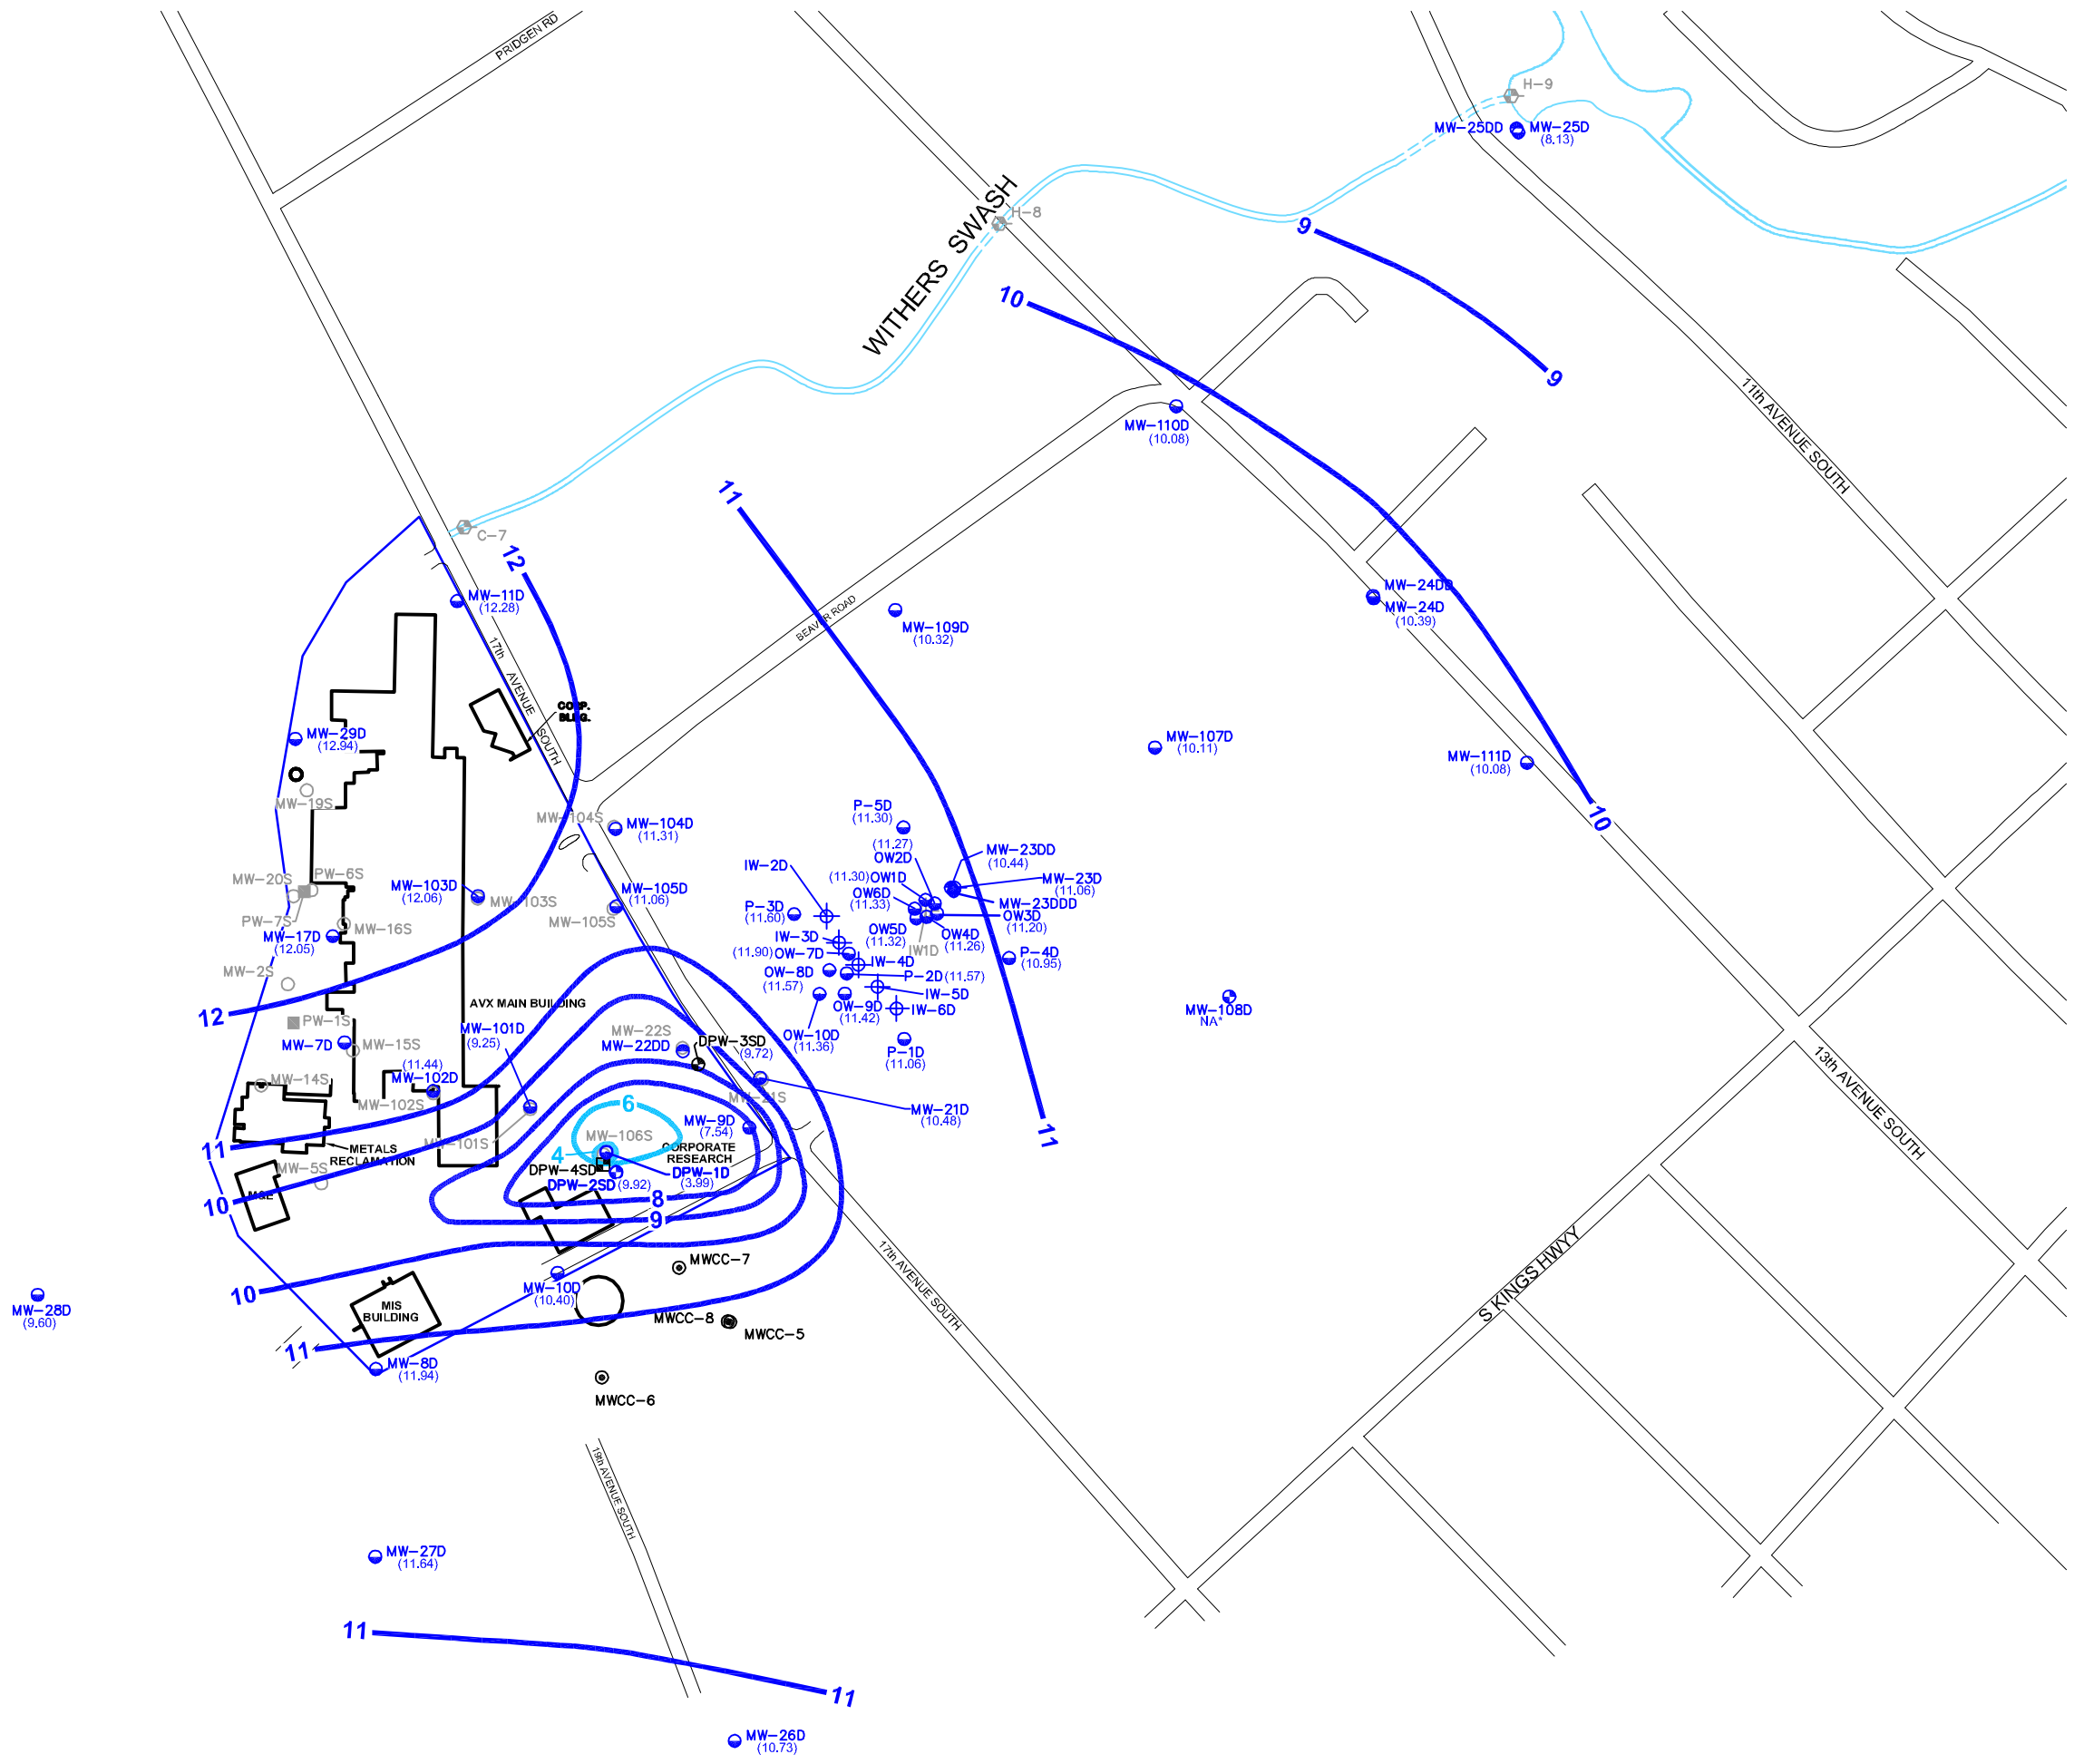 PRIDGEN RD
H-9
MW-25DD
MW-25D
(8.13)
WITHERS SWASH
H-8
9
10
9
11th AVENUE SOUTH
MW-110D
(10.08)
11
C-7
12
MW-11D
(12.28)
MW-24DD
MW-24D
(10.39)
BEAVER ROAD
MW-109D
(10.32)
17th AVENUE SOUTH
CORP.
BLDG.
MW-29D
(12.94)
MW-107D
(10.11)
MW-111D
(10.08)
10
MW-19S
MW-104S
MW-104D
(11.31)
P-5D
(11.30)
(11.27)
OW2D
MW-23DD
(10.44)
IW-2D
MW-20S
PW-6S
MW-103D
(12.06)
MW-103S
MW-105D
(11.06)
MW-105S
(11.30)
OW1D
OW6D
(11.33)
MW-23D
(11.06)
MW-23DDD
PW-7S
MW-16S
MW-17D
(12.05)
P-3D
(11.60)
OW3D
(11.20)
OW5D
(11.32)
OW4D
(11.26)
IW1D
IW-3D
(11.90)
OW-7D
IW-4D
P-4D
(10.95)
MW-2S
OW-8D
(11.57)
P-2D
(11.57)
IW-5D
12
AVX MAIN BUILDING
OW-9D
(11.42)
IW-6D
MW-108D
NA*
PW-1S
MW-101D
(9.25)
MW-22S
MW-22DD
DPW-3SD
(9.72)
OW-10D
(11.36)
P-1D
(11.06)
MW-7D
MW-15S
(11.44)
MW-102D
MW-14S
MW-102S
MW-21S
MW-21D
(10.48)
6
MW-9D
(7.54)
MW-106S
11
MW-101S
METALS
RECLAMATION
CORPORATE
RESEARCH
11
13th AVENUE SOUTH
4
DPW-4SD
DPW-1D
(3.99)
MW-5S
DPW-2SD
(9.92)
M&E
10
8
9
MWCC-7
17th AVENUE SOUTH
S KINGS HWYY
10
MW-10D
(10.40)
MW-28D
(9.60)
MIS
BUILDING
MWCC-8
MWCC-5
11
MW-8D
(11.94)
MWCC-6
19th AVENUE SOUTH
MW-27D
(11.64)
11
11
MW-26D
(10.73)